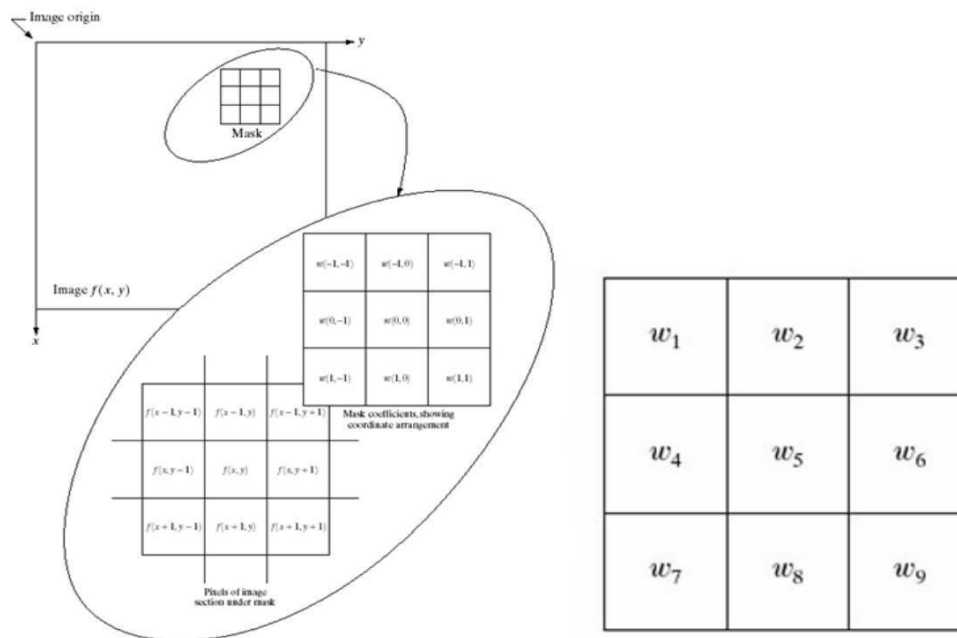 Image origin
y
Mask
Image f(x, y)
x
w(-1,-1) w(-1,0) w(-1,1)
w(0,-1) w(0,0) w(0,1)
w(1,-1) w(1,0) w(1,1)
Mask coefficients, showing
coordinate arrangement
f(x-1,y-1) f(x-1,y) f(x-1,y+1)
f(x,y-1) f(x,y) f(x,y+1)
f(x+1,y-1) f(x+1,y) f(x+1,y+1)
Pixels of image
section under mask
w₁ w₂ w₃
w₄ w₅ w₆
w₇ w₈ w₉